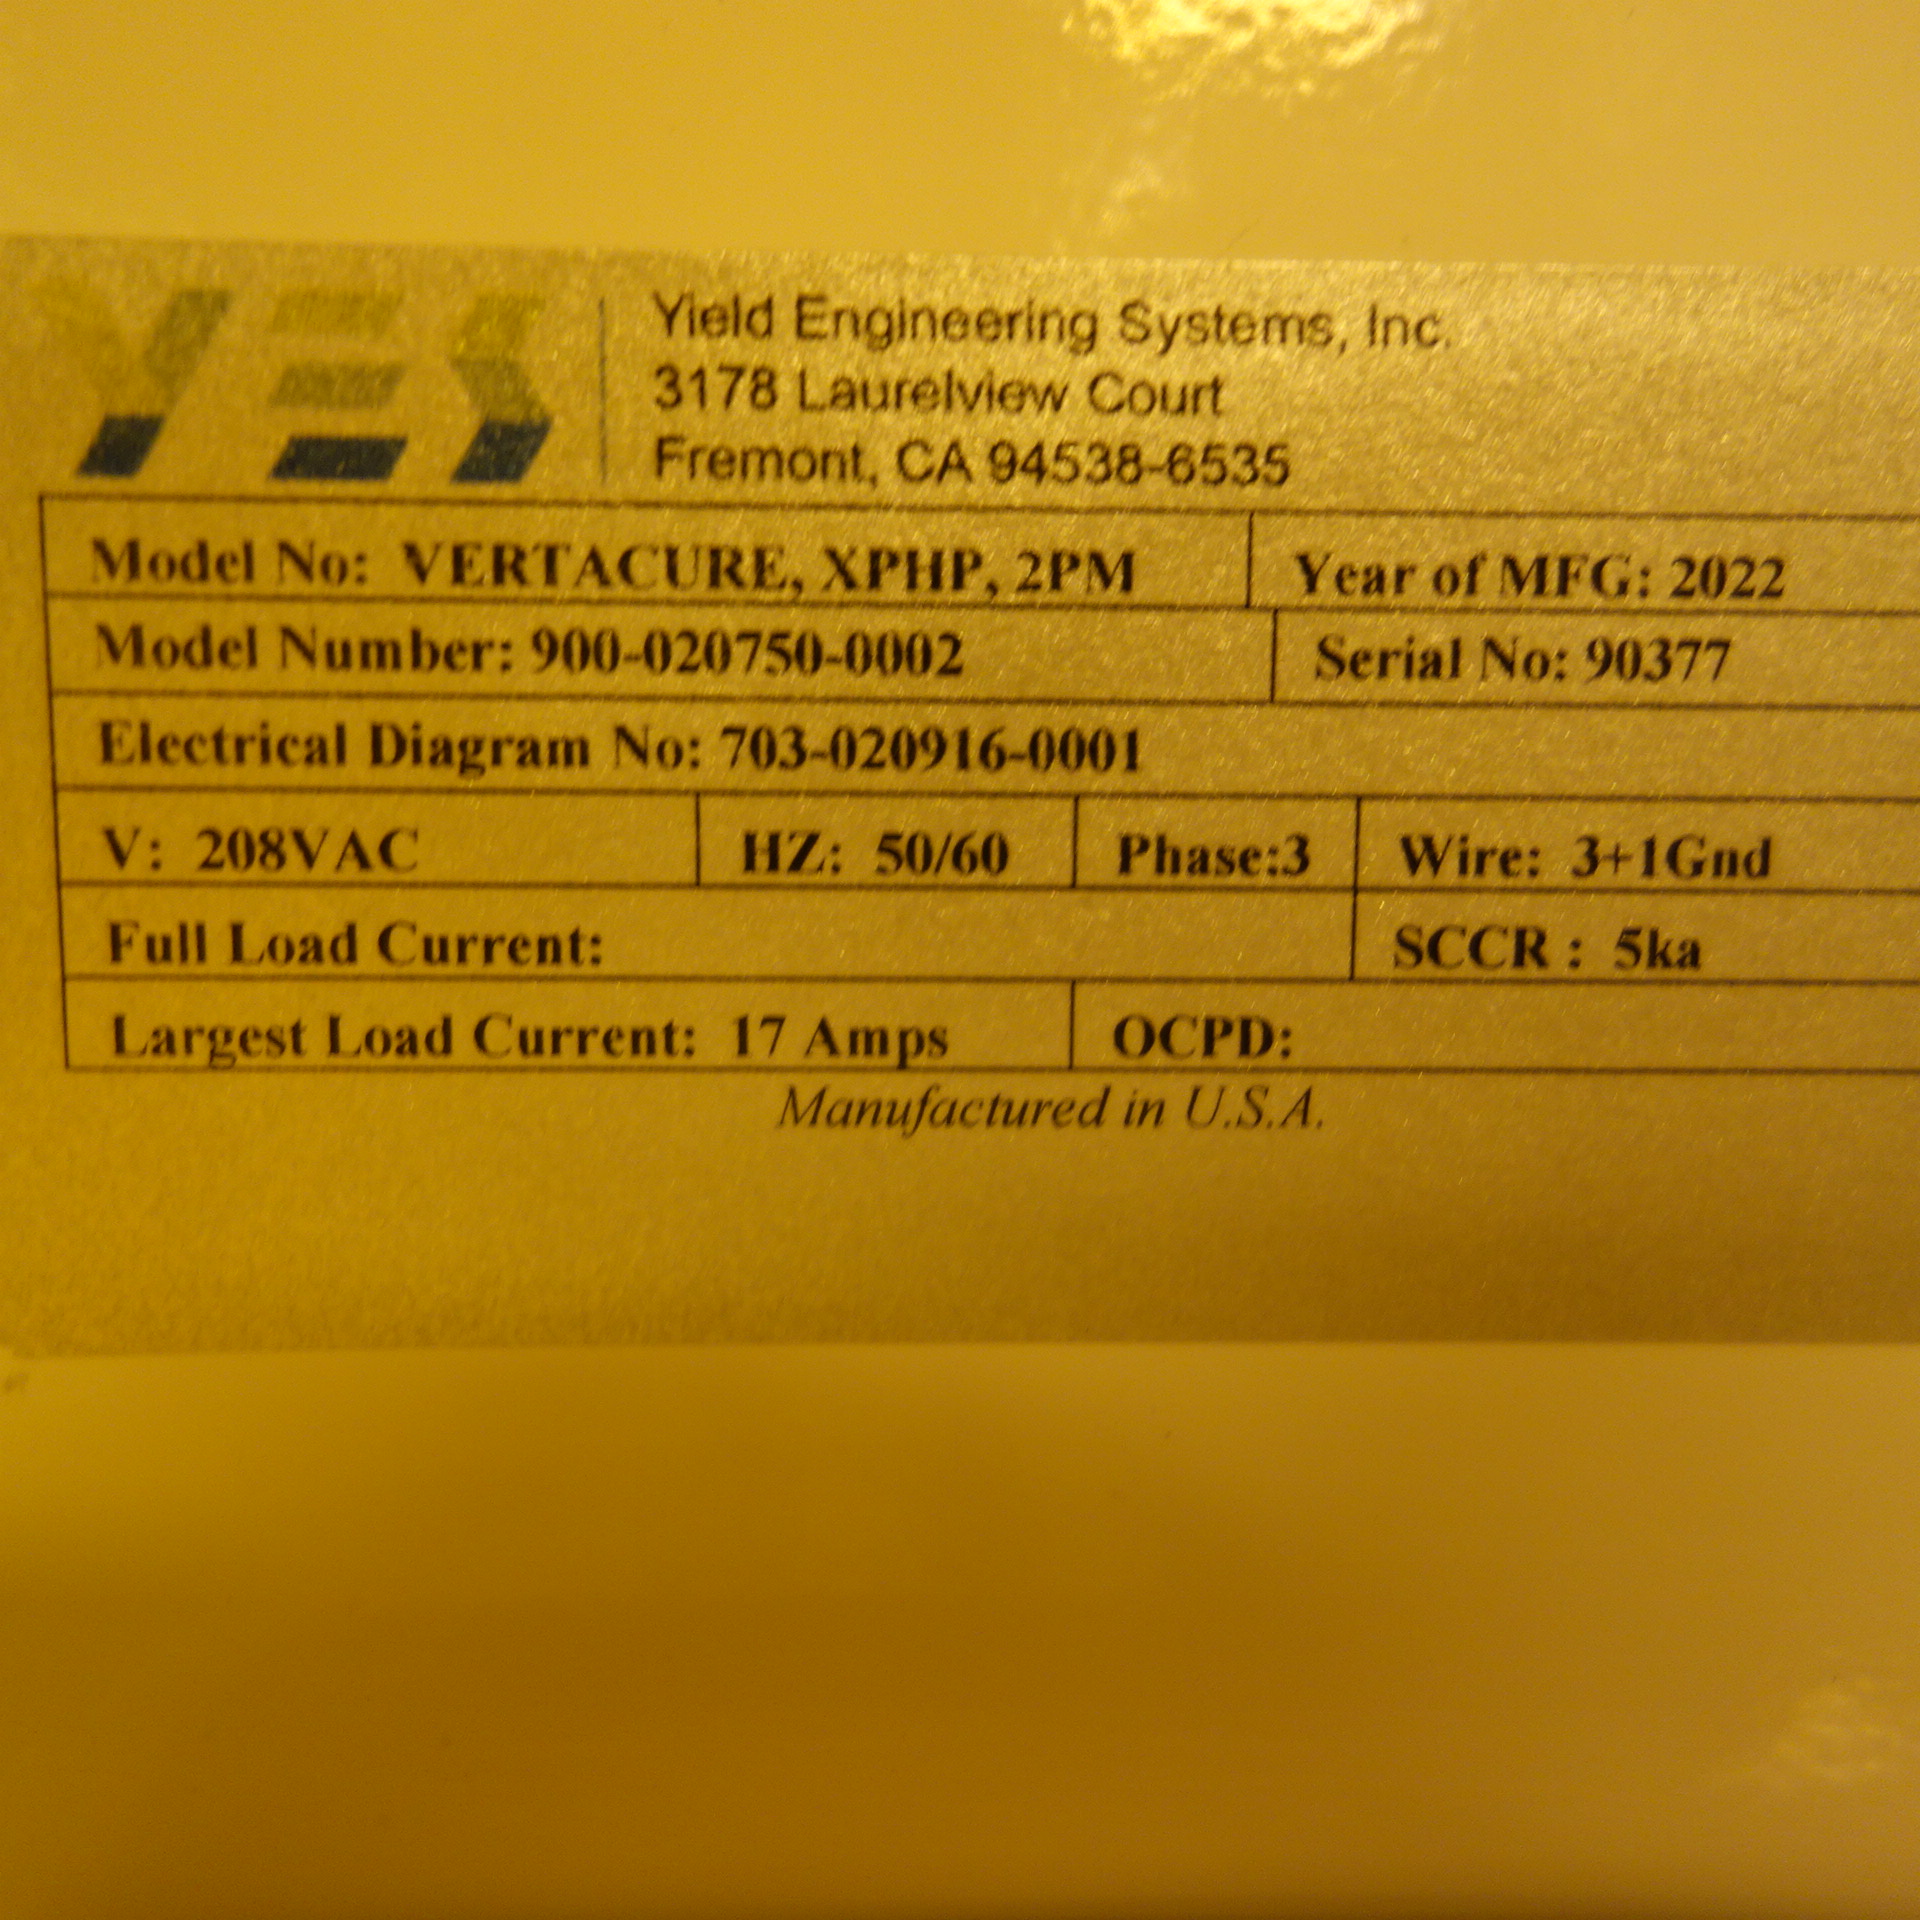 YES
Yield Engineering Systems, Inc.
3178 Laurelview Court
Fremont, CA 94538-6535
Model No: VERTACURE, XPHP, 2PM Year of MFG: 2022
Model Number: 900-020750-0002 Serial No: 90377
Electrical Diagram No: 703-020916-0001
V: 208VAC HZ: 50/60 Phase:3 Wire: 3+1Gnd
Full Load Current: SCCR : 5ka
Largest Load Current: 17 Amps OCPD:
Manufactured in U.S.A.